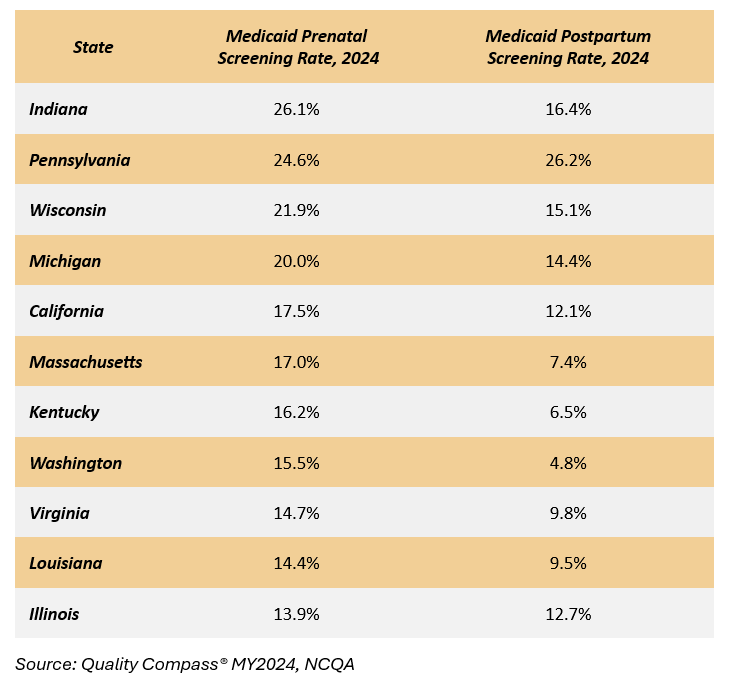 State Medicaid Prenatal Screening Rate, 2024 Medicaid Postpartum Screening Rate, 2024
Indiana 26.1% 16.4%
Pennsylvania 24.6% 26.2%
Wisconsin 21.9% 15.1%
Michigan 20.0% 14.4%
California 17.5% 12.1%
Massachusetts 17.0% 7.4%
Kentucky 16.2% 6.5%
Washington 15.5% 4.8%
Virginia 14.7% 9.8%
Louisiana 14.4% 9.5%
Illinois 13.9% 12.7%
Source: Quality Compass® MY2024, NCQA